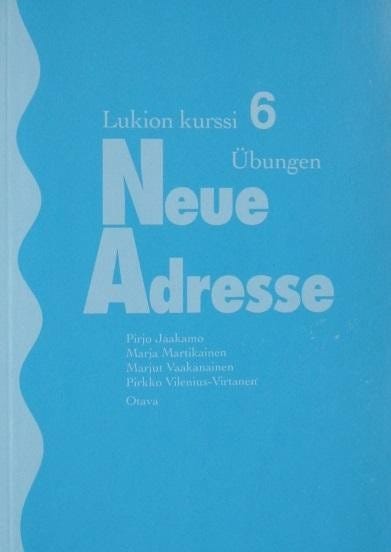 Lukion kurssi 6
Übungen
Neue
Adresse
Pirjo Jaakamo
Marja Martikainen
Marjut Vaakanainen
Pirkko Vilenius-Virtanen
Otava